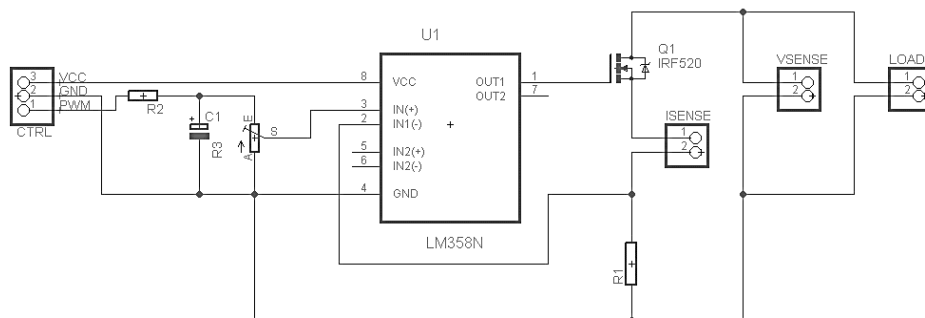 U1
Q1
IRF520
VSENSE
LOAD
1
2
1
2
3
2
1
VCC
GND
PWM
CTRL
R2
C1
R3
E
S
A
8
3
2
5
6
4
VCC
IN(+)
IN1(-)
IN2(+)
IN2(-)
GND
OUT1
OUT2
1
7
LM358N
ISENSE
1
2
R1